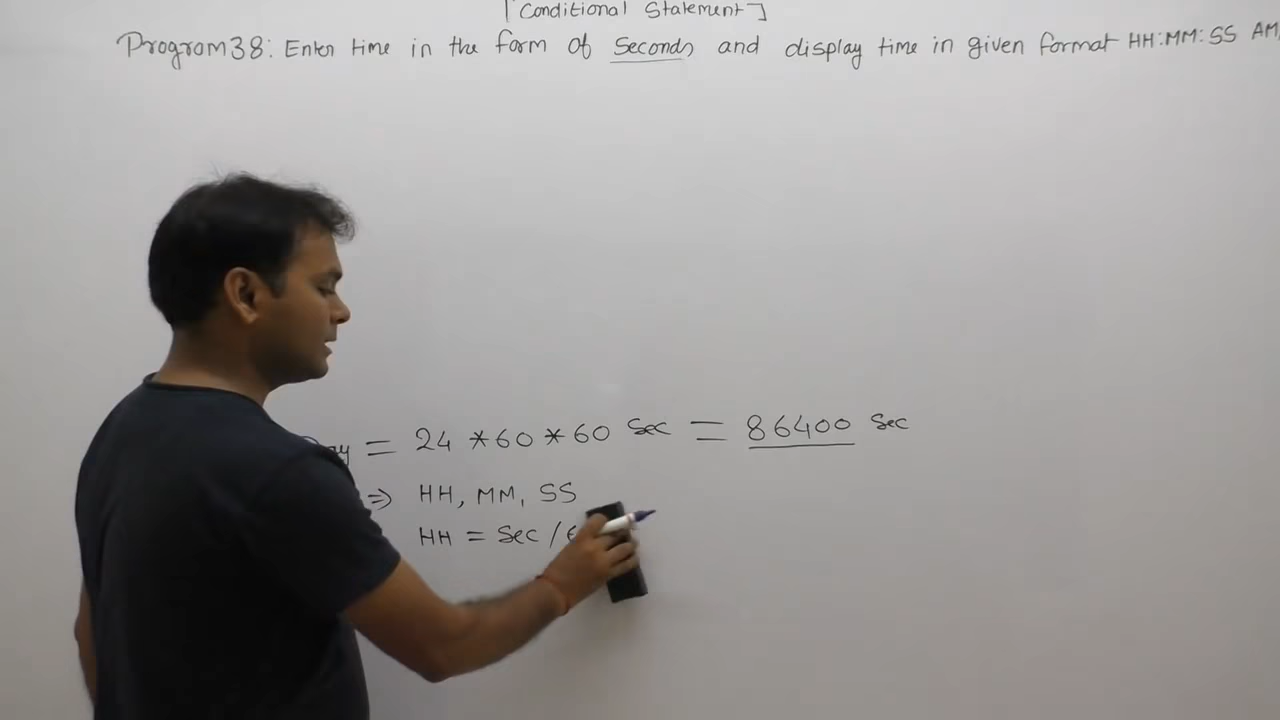 [Conditional Statement]
Program38: Enter time in the form of Seconds and display time in given format HH:MM:SS AM
= 24 *60 *60 Sec = 86400 Sec
⇒ HH, MM, SS
HH = Sec /